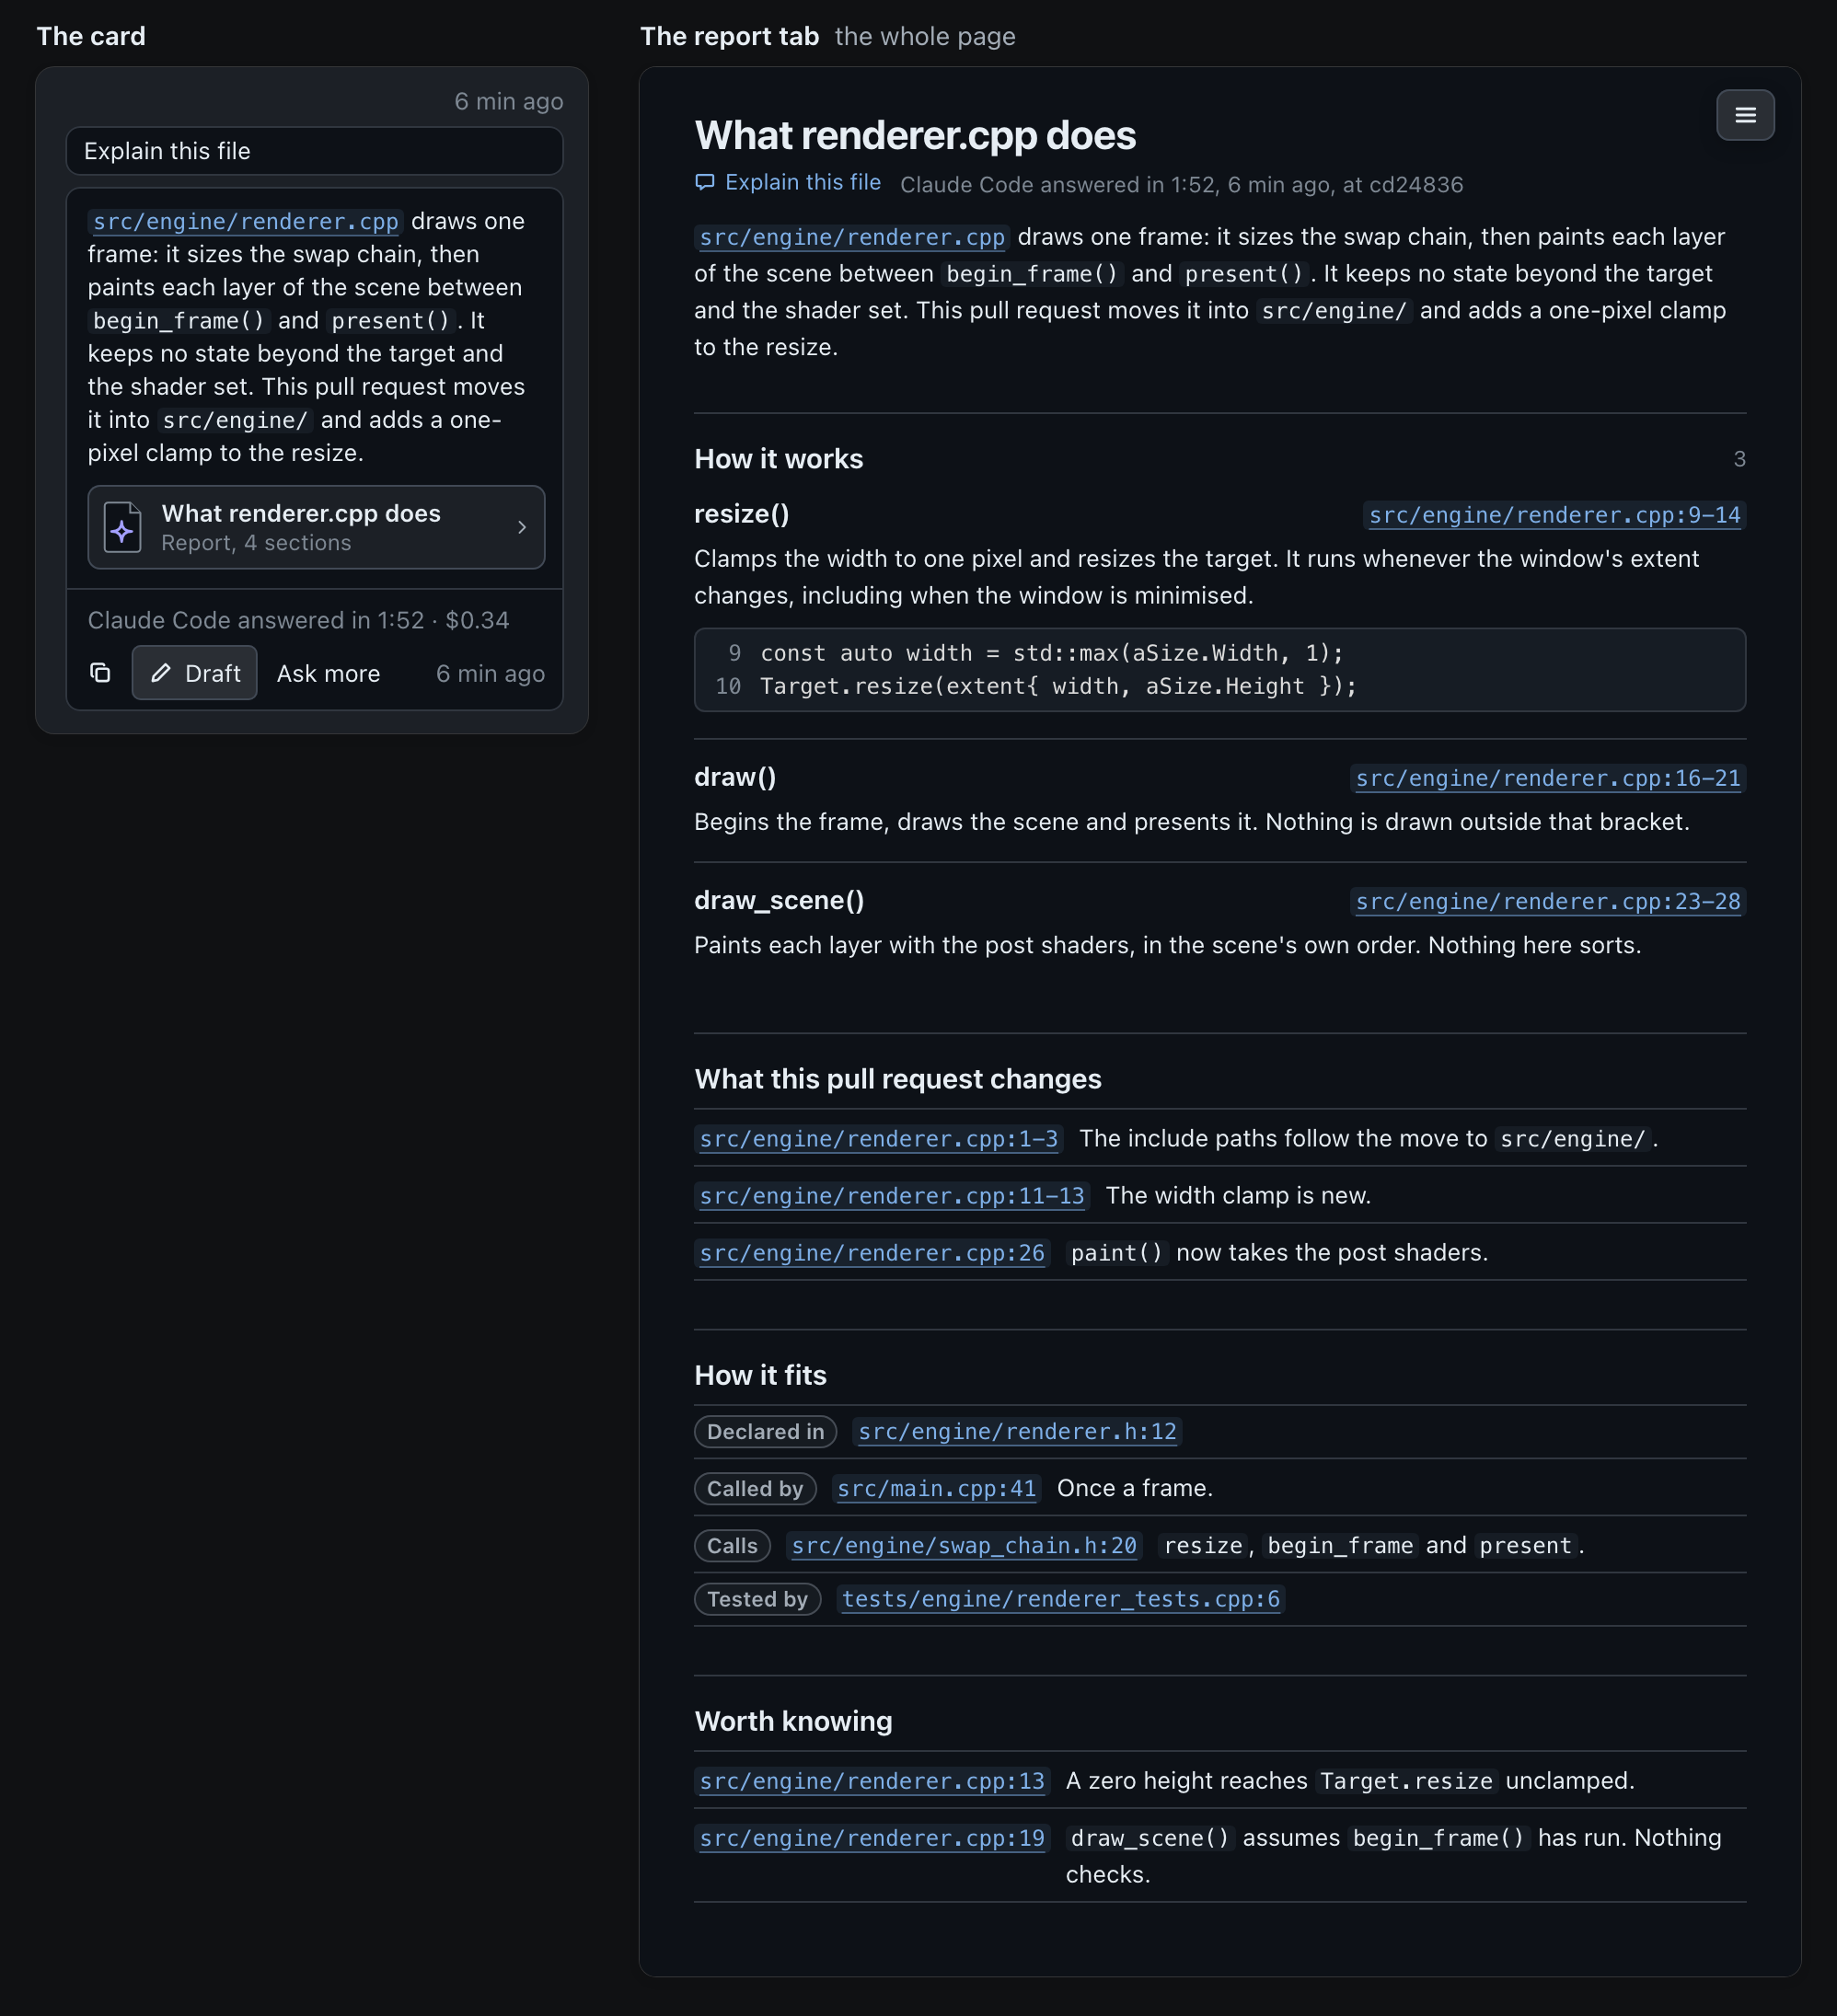 The card
6 min ago
Explain this file
src/engine/renderer.cpp draws one
frame: it sizes the swap chain, then
paints each layer of the scene between
begin_frame() and present(). It
keeps no state beyond the target and
the shader set. This pull request moves
it into src/engine/ and adds a one-
pixel clamp to the resize.
What renderer.cpp does
Report, 4 sections
Claude Code answered in 1:52 · $0.34
Draft Ask more 6 min ago
The report tab the whole page
What renderer.cpp does
Explain this file Claude Code answered in 1:52, 6 min ago, at cd24836
src/engine/renderer.cpp draws one frame: it sizes the swap chain, then paints each layer
of the scene between begin_frame() and present(). It keeps no state beyond the target
and the shader set. This pull request moves it into src/engine/ and adds a one-pixel clamp
to the resize.
How it works 3
resize() src/engine/renderer.cpp:9–14
Clamps the width to one pixel and resizes the target. It runs whenever the window's extent
changes, including when the window is minimised.
9 const auto width = std::max(aSize.Width, 1);
10 Target.resize(extent{ width, aSize.Height });
draw() src/engine/renderer.cpp:16–21
Begins the frame, draws the scene and presents it. Nothing is drawn outside that bracket.
draw_scene() src/engine/renderer.cpp:23–28
Paints each layer with the post shaders, in the scene's own order. Nothing here sorts.
What this pull request changes
src/engine/renderer.cpp:1–3 The include paths follow the move to src/engine/.
src/engine/renderer.cpp:11–13 The width clamp is new.
src/engine/renderer.cpp:26 paint() now takes the post shaders.
How it fits
Declared in src/engine/renderer.h:12
Called by src/main.cpp:41 Once a frame.
Calls src/engine/swap_chain.h:20 resize, begin_frame and present.
Tested by tests/engine/renderer_tests.cpp:6
Worth knowing
src/engine/renderer.cpp:13 A zero height reaches Target.resize unclamped.
src/engine/renderer.cpp:19 draw_scene() assumes begin_frame() has run. Nothing
checks.